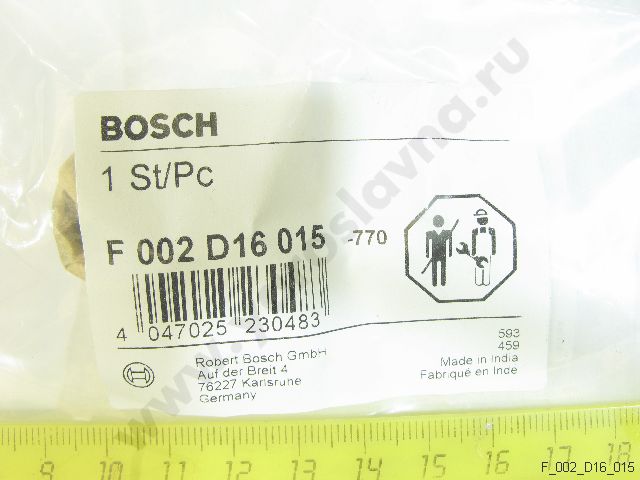 BOSCH
1 St/Pc
F 002 D16 015 -770
4 047025 230483
Robert Bosch GmbH
Auf der Breit 4
76227 Karlsruhe
Germany
593
459
Made in India
Fabriqué en Inde
9 10 11 12 13 14 15 16 17 18
F_002_D16_015